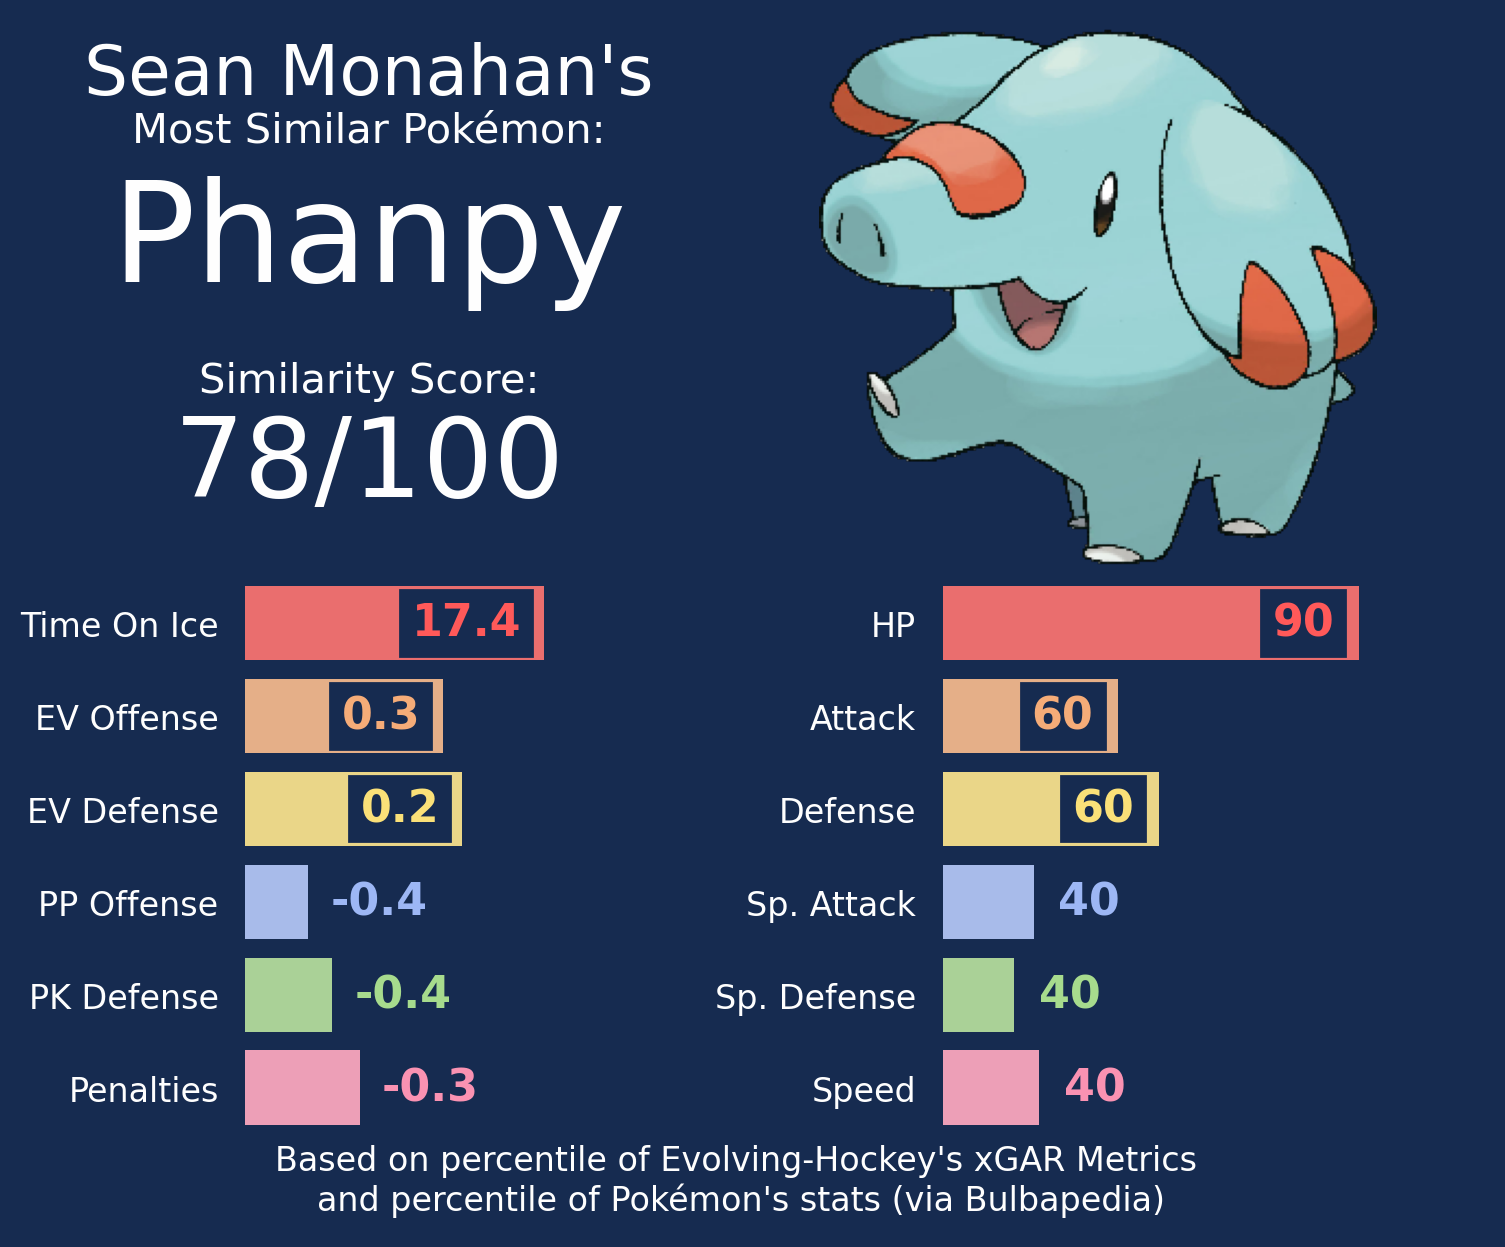 Sean Monahan's
Most Similar Pokémon:
Phanpy
Similarity Score:
78/100
Time On Ice 17.4
EV Offense 0.3
EV Defense 0.2
PP Offense -0.4
PK Defense -0.4
Penalties -0.3
HP 90
Attack 60
Defense 60
Sp. Attack 40
Sp. Defense 40
Speed 40
Based on percentile of Evolving-Hockey's xGAR Metrics
and percentile of Pokémon's stats (via Bulbapedia)